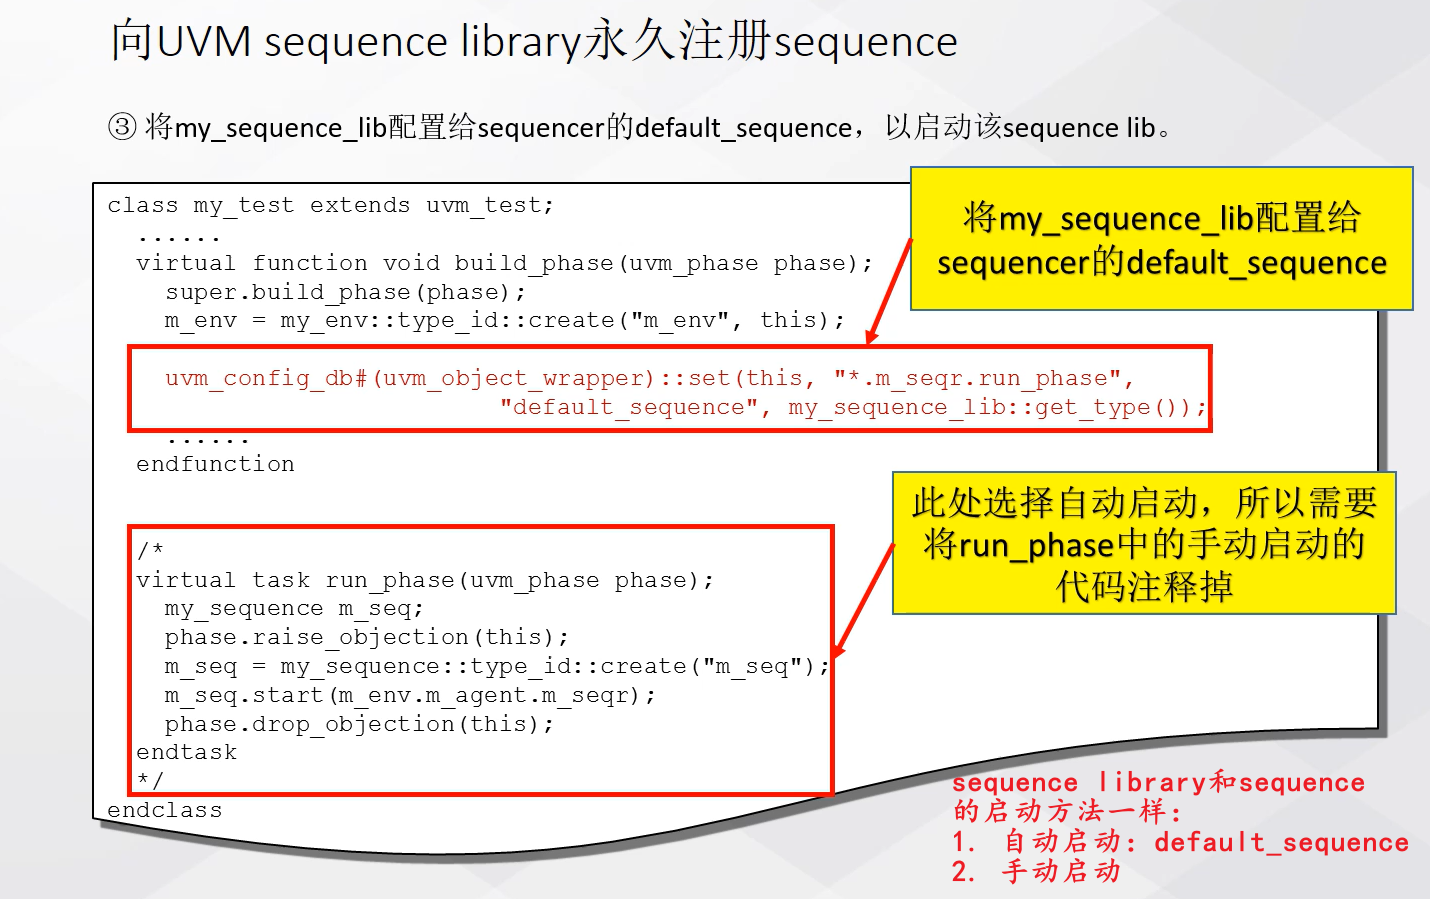 向UVM sequence library永久注册sequence
③ 将my_sequence_lib配置给sequencer的default_sequence，以启动该sequence lib。
class my_test extends uvm_test;
......
virtual function void build_phase(uvm_phase phase);
super.build_phase(phase);
m_env = my_env::type_id::create("m_env", this);
将my_sequence_lib配置给
sequencer的default_sequence
uvm_config_db#(uvm_object_wrapper)::set(this, "*.m_seqr.run_phase",
"default_sequence", my_sequence_lib::get_type());
......
endfunction
此处选择自动启动，所以需要
将run_phase中的手动启动的
代码注释掉
/*
virtual task run_phase(uvm_phase phase);
my_sequence m_seq;
phase.raise_objection(this);
m_seq = my_sequence::type_id::create("m_seq");
m_seq.start(m_env.m_agent.m_seqr);
phase.drop_objection(this);
endtask
*/
endclass
sequence library和sequence
的启动方法一样：
1. 自动启动：default_sequence
2. 手动启动